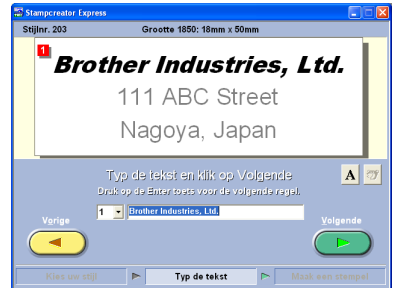 Stampcreator Express
Stijlnr. 203 Grootte 1850: 18mm x 50mm
1
Brother Industries, Ltd.
111 ABC Street
Nagoya, Japan
Typ de tekst en klik op Volgende
Druk op de Enter toets voor de volgende regel.
A
1 Brother Industries, Ltd.
Vorige Volgende
Kies uw stijl Typ de tekst Maak een stempel